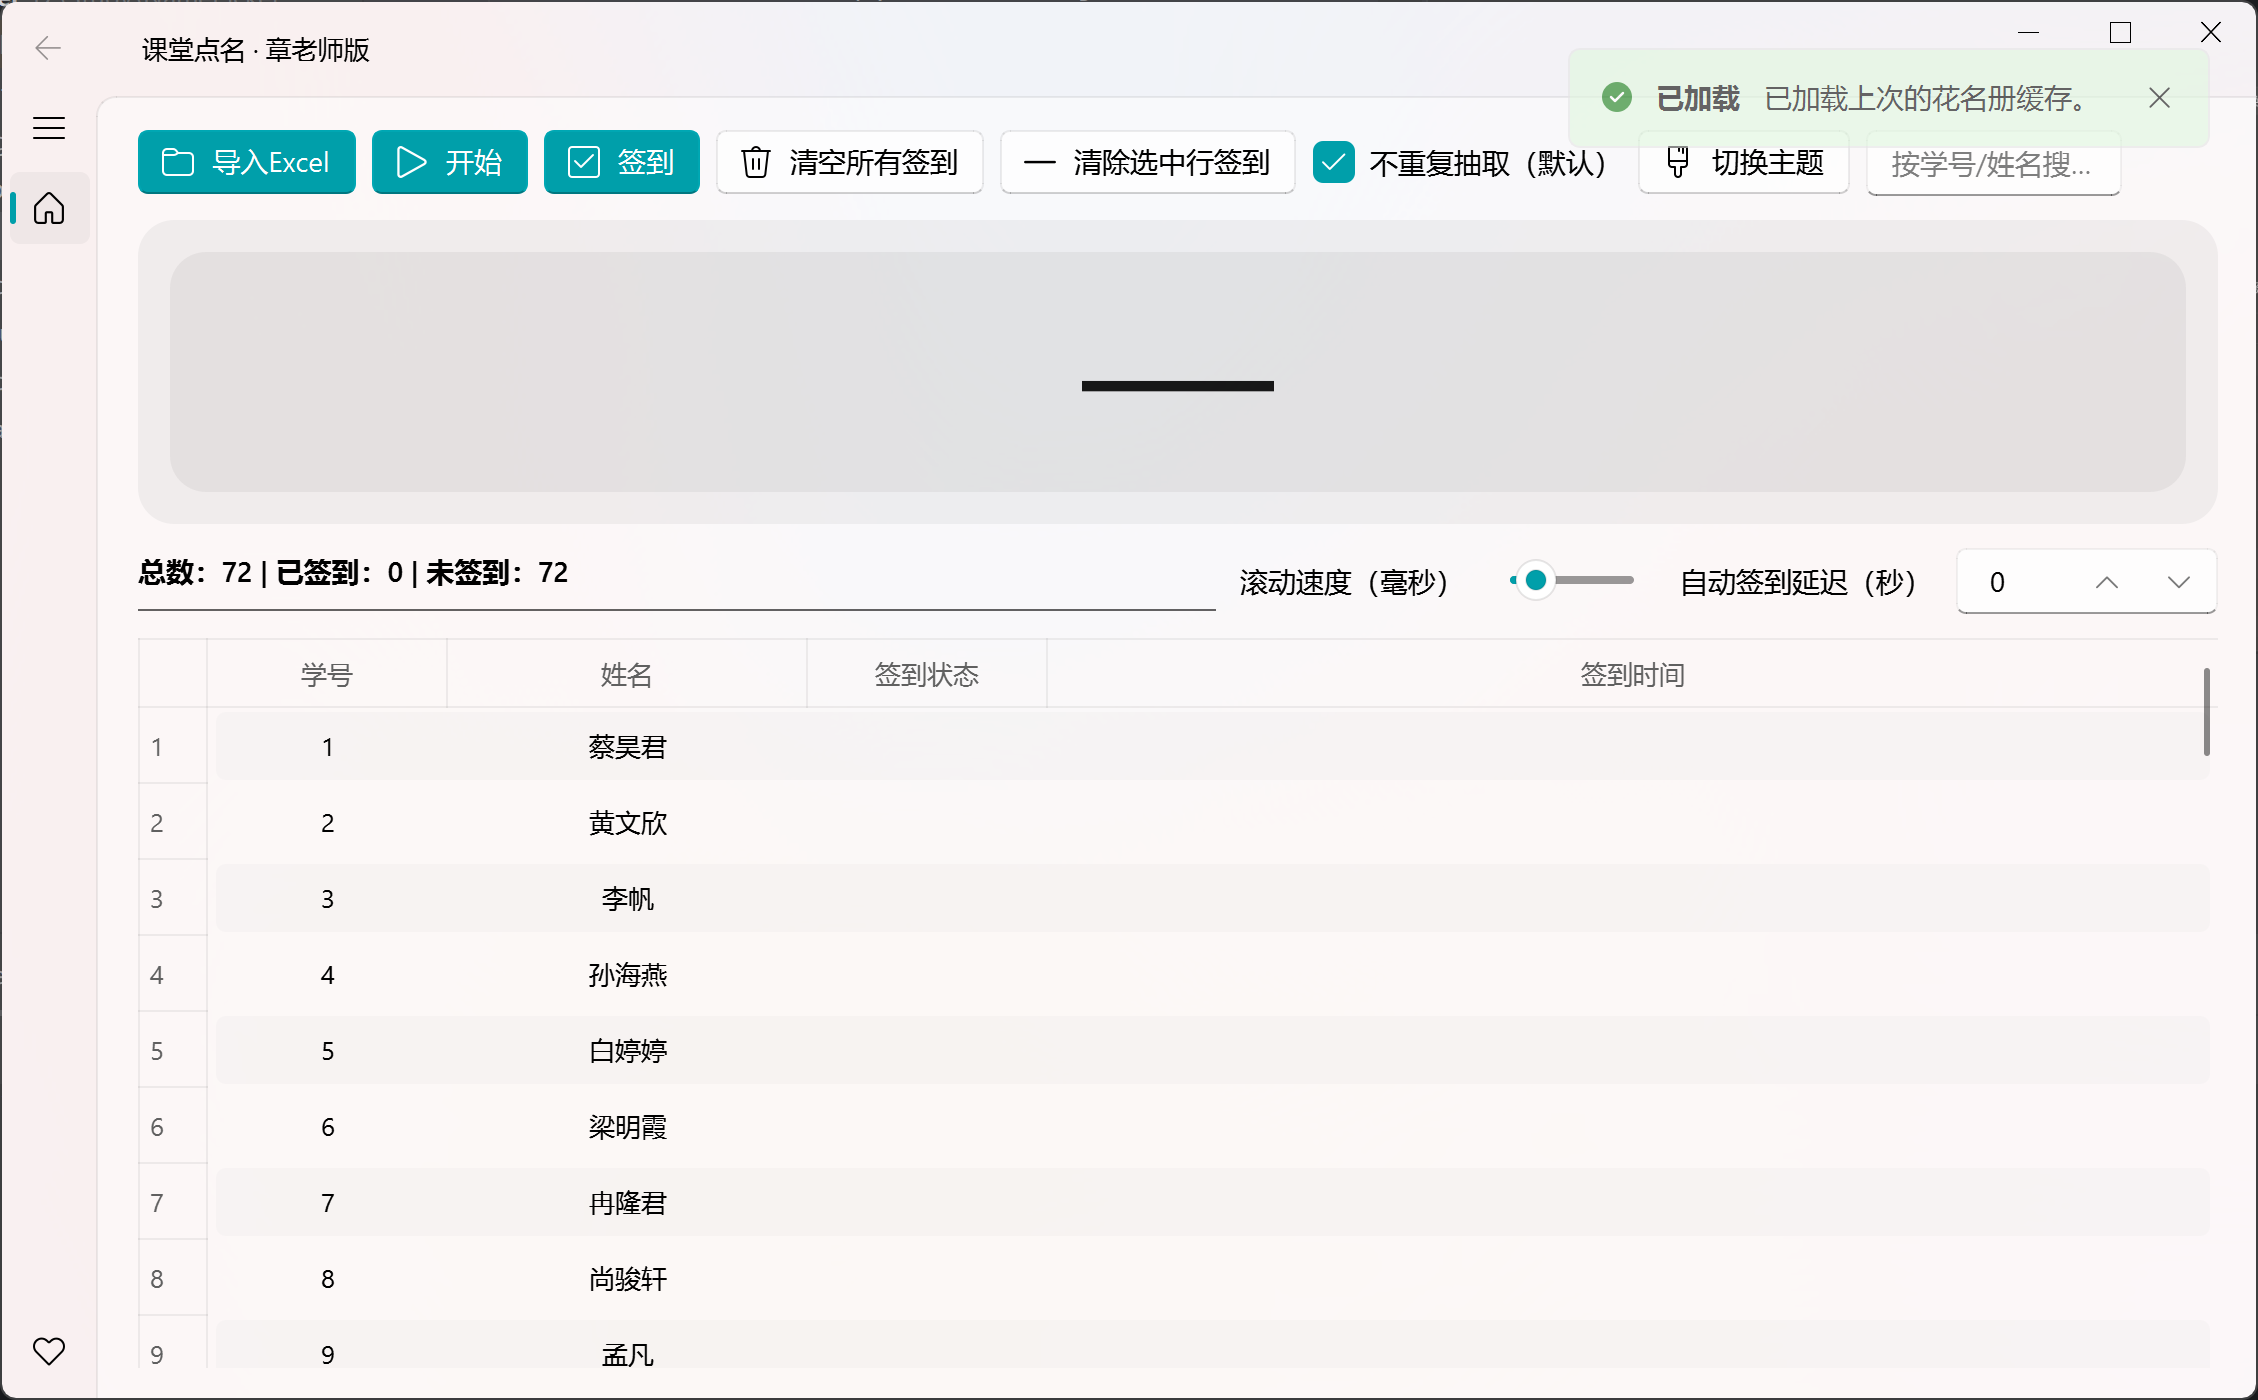 课堂点名 · 章老师版
已加载 已加载上次的花名册缓存。
导入Excel 开始 签到 清空所有签到 清除选中行签到 不重复抽取（默认） 切换主题 按学号/姓名搜...
总数：72 | 已签到：0 | 未签到：72 滚动速度（毫秒） 自动签到延迟（秒） 0
学号 姓名 签到状态 签到时间
1 1 蔡昊君
2 2 黄文欣
3 3 李帆
4 4 孙海燕
5 5 白婷婷
6 6 梁明霞
7 7 冉隆君
8 8 尚骏轩
9 9 孟凡